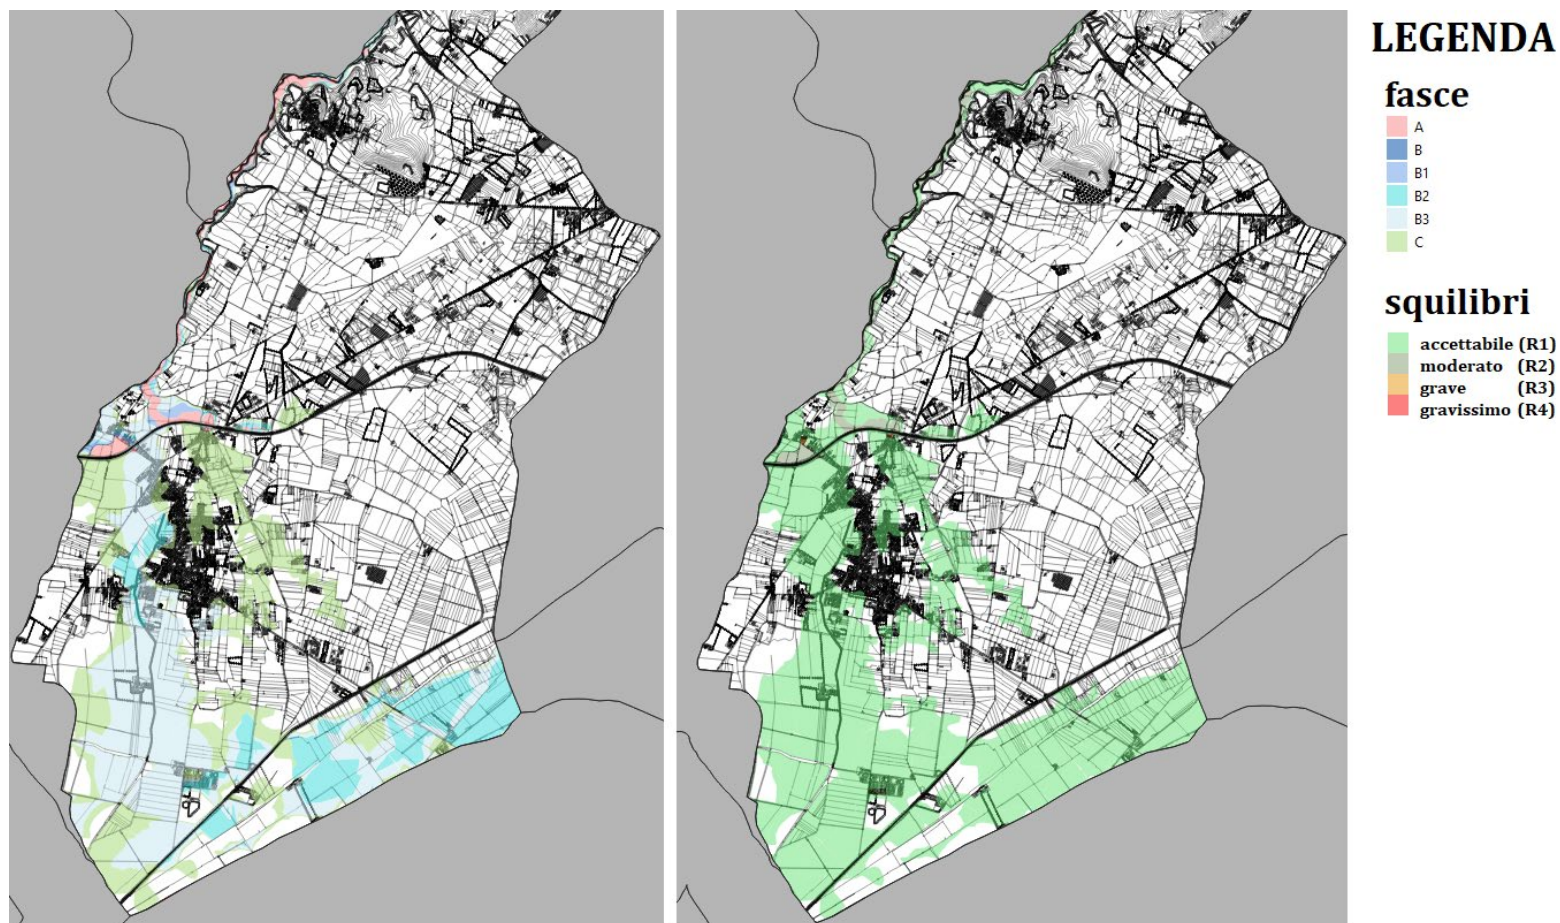 LEGENDA
fasce
A
B
B1
B2
B3
C
squilibri
accettabile (R1)
moderato (R2)
grave (R3)
gravissimo (R4)